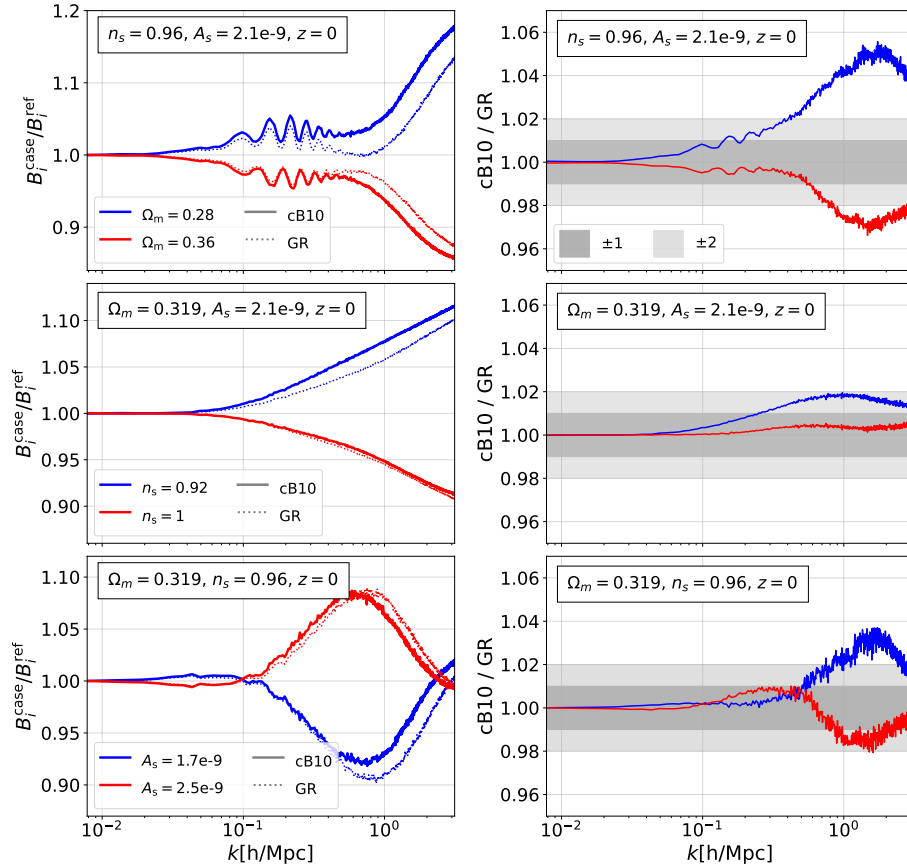 n_s = 0.96, A_s = 2.1e-9, z = 0
B_i^case/B_i^ref
1.2
1.1
1.0
0.9
Ω_m = 0.28
Ω_m = 0.36
cB10
GR
n_s = 0.96, A_s = 2.1e-9, z = 0
cB10 / GR
1.06
1.04
1.02
1.00
0.98
0.96
±1
±2
Ω_m = 0.319, A_s = 2.1e-9, z = 0
B_i^case/B_i^ref
1.10
1.05
1.00
0.95
0.90
n_s = 0.92
n_s = 1
cB10
GR
Ω_m = 0.319, A_s = 2.1e-9, z = 0
cB10 / GR
1.06
1.04
1.02
1.00
0.98
0.96
Ω_m = 0.319, n_s = 0.96, z = 0
B_i^case/B_i^ref
1.10
1.05
1.00
0.95
0.90
A_s = 1.7e-9
A_s = 2.5e-9
cB10
GR
10^-2
10^-1
10^0
k[h/Mpc]
Ω_m = 0.319, n_s = 0.96, z = 0
cB10 / GR
1.06
1.04
1.02
1.00
0.98
0.96
10^-2
10^-1
10^0
k[h/Mpc]